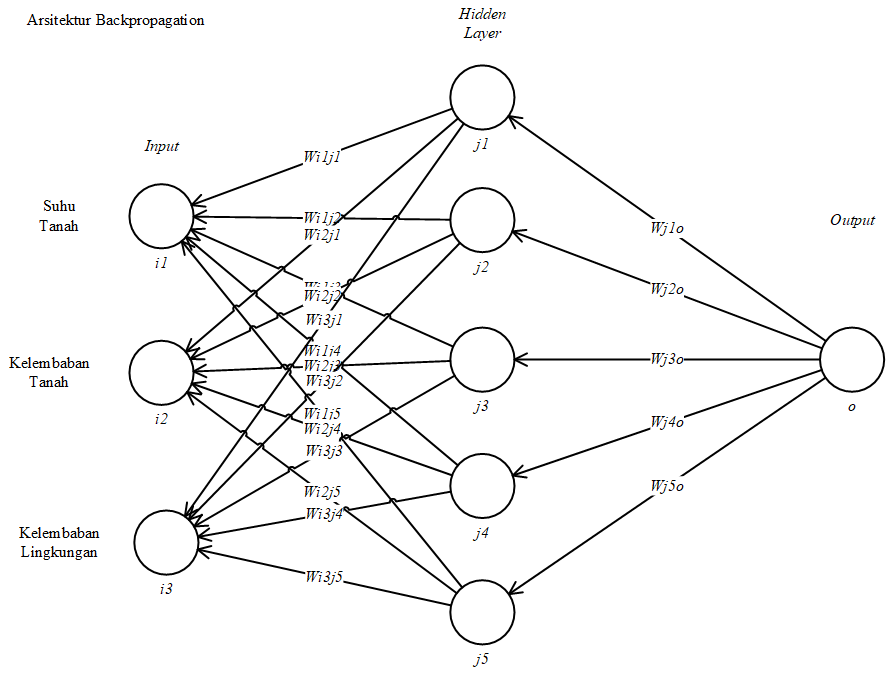 Arsitektur Backpropagation
Hidden
Layer
j1
Input
Wi1j1
Suhu
Tanah
i1
Wi1j2
Wi2j1
Wj1o
Output
j2
Wi1j3
Wi2j2
Wj2o
Wi3j1
Kelembaban
Tanah
i2
Wi1j4
Wi2j3
Wi3j2
j3
Wj3o
o
Wi1j5
Wi2j4
Wi3j3
Wj4o
Kelembaban
Lingkungan
i3
Wi2j5
Wi3j4
j4
Wj5o
Wi3j5
j5